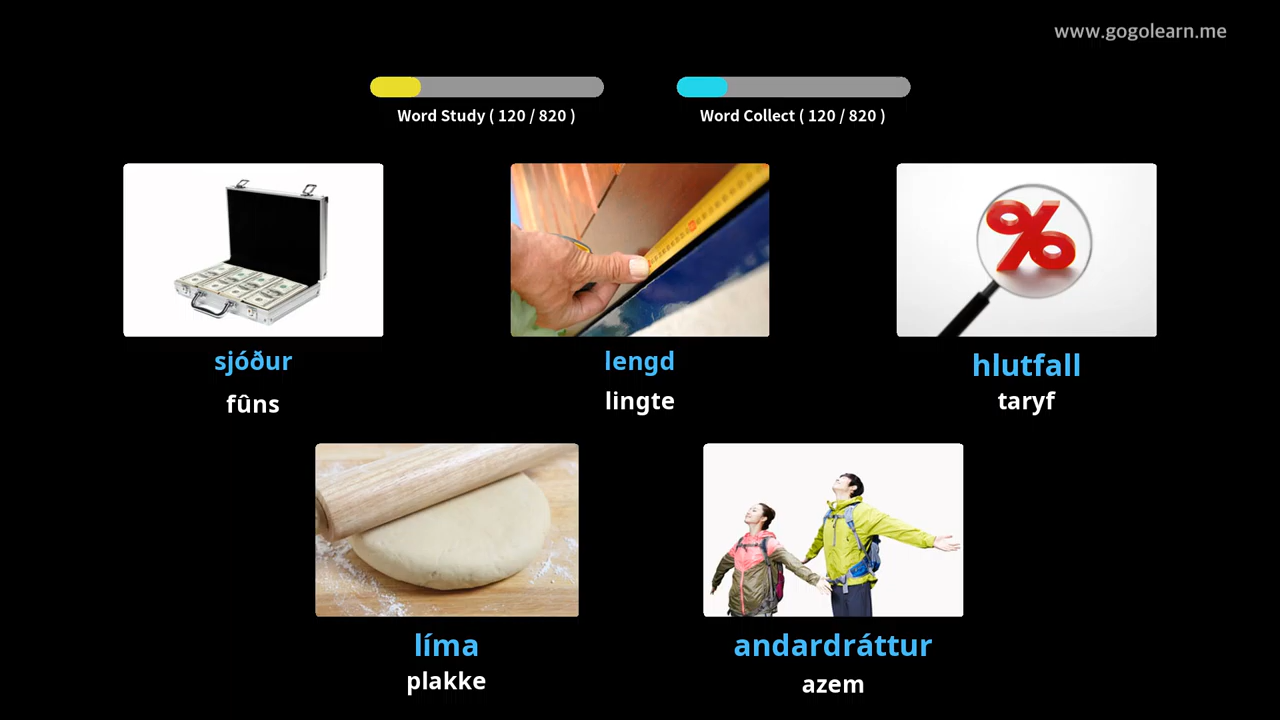 www.gogolearn.me
Word Study ( 120 / 820 )
Word Collect ( 120 / 820 )
sjóður
fûns
lengd
lingte
hlutfall
taryf
líma
plakke
andardráttur
azem